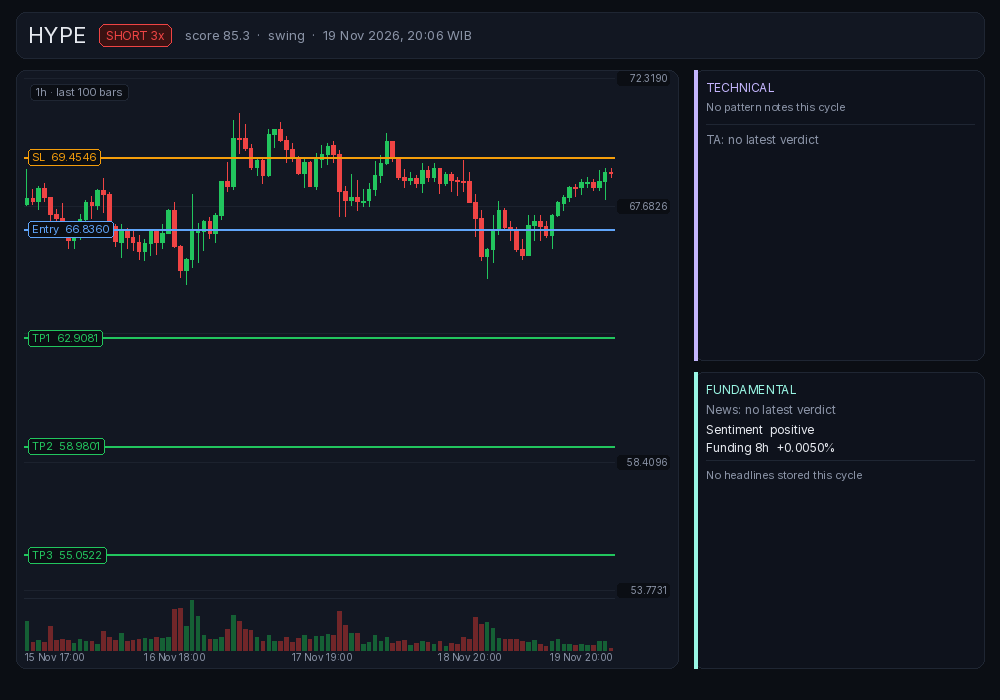 HYPE SHORT 3x score 85.3 · swing · 19 Nov 2026, 20:06 WIB
1h · last 100 bars
72.3190
SL 69.4546
67.6826
Entry 66.8360
TP1 62.9081
TP2 58.9801
58.4096
TP3 55.0522
53.7731
15 Nov 17:00 16 Nov 18:00 17 Nov 19:00 18 Nov 20:00 19 Nov 20:00
TECHNICAL
No pattern notes this cycle
TA: no latest verdict
FUNDAMENTAL
News: no latest verdict
Sentiment positive
Funding 8h +0.0050%
No headlines stored this cycle